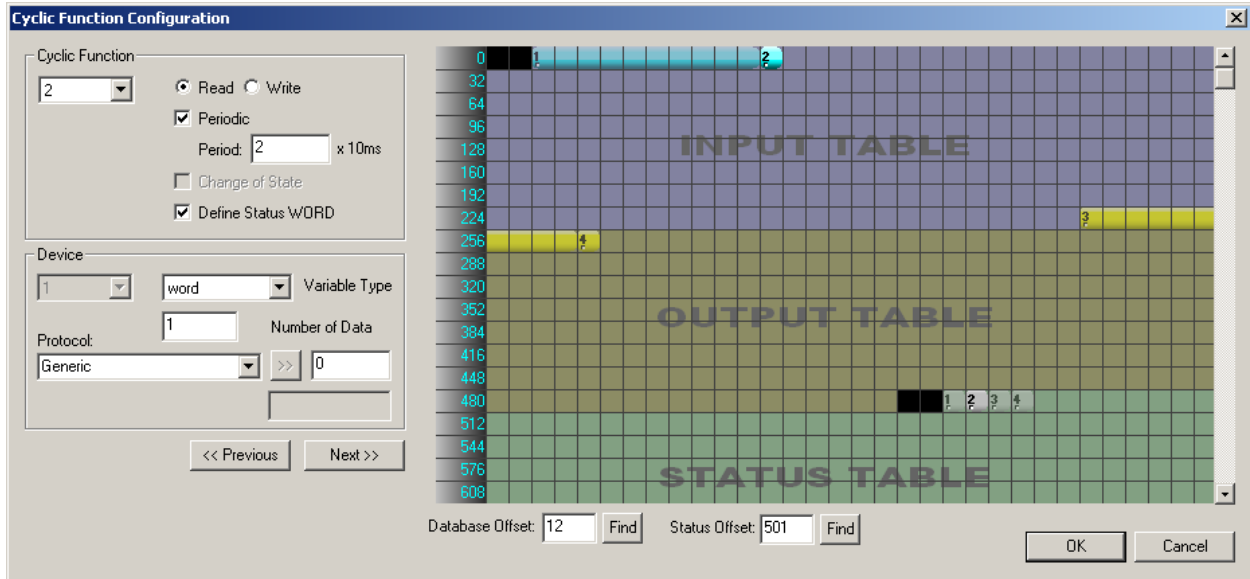 Cyclic Function Configuration
Cyclic Function
2
Read Write
Periodic
Period: 2 x 10ms
Change of State
Define Status WORD
Device
1 word Variable Type
1 Number of Data
Protocol:
Generic >> 0
<< Previous Next >>
0 1 2
32
64
96
128
160
192
224 3
256 4
288
320
352
384
416
448
480 1 2 3 4
512
544
576
608
INPUT TABLE
OUTPUT TABLE
STATUS TABLE
Database Offset: 12 Find Status Offset: 501 Find
OK Cancel